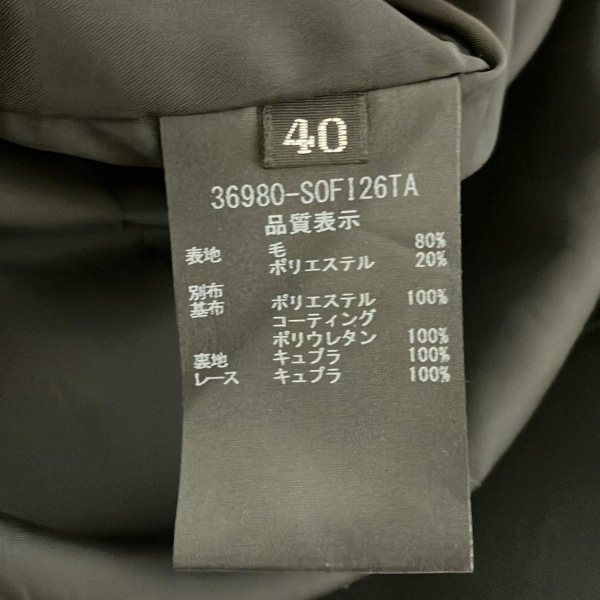 40
36980-SOFI26TA
品質表示
表地 毛 80%
ポリエステル 20%
別布
基布 ポリエステル 100%
コーティング
ポリウレタン 100%
裏地 キュプラ 100%
レース キュプラ 100%